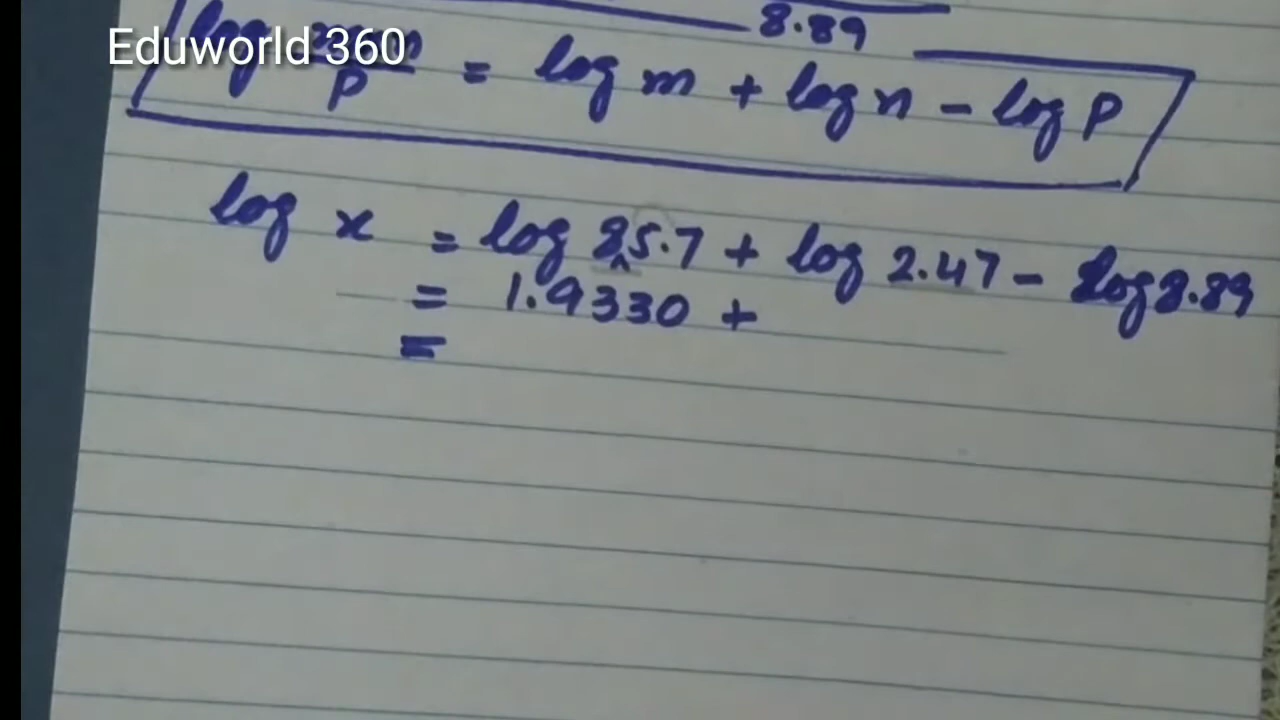 8.89
Eduworld 360
log m n / P = log m + log n - log P
log x = log 85.7 + log 2.47 - log 8.89
= 1.9330 +
=